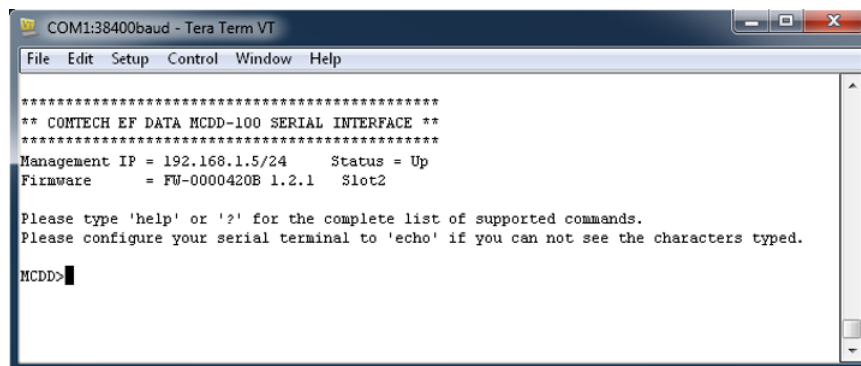 COM1:38400baud - Tera Term VT
File Edit Setup Control Window Help
***********************************************
** COMTECH EF DATA MCDD-100 SERIAL INTERFACE **
***********************************************
Management IP = 192.168.1.5/24 Status = Up
Firmware = FW-0000420B 1.2.1 Slot2
Please type 'help' or '?' for the complete list of supported commands.
Please configure your serial terminal to 'echo' if you can not see the characters typed.
MCDD>